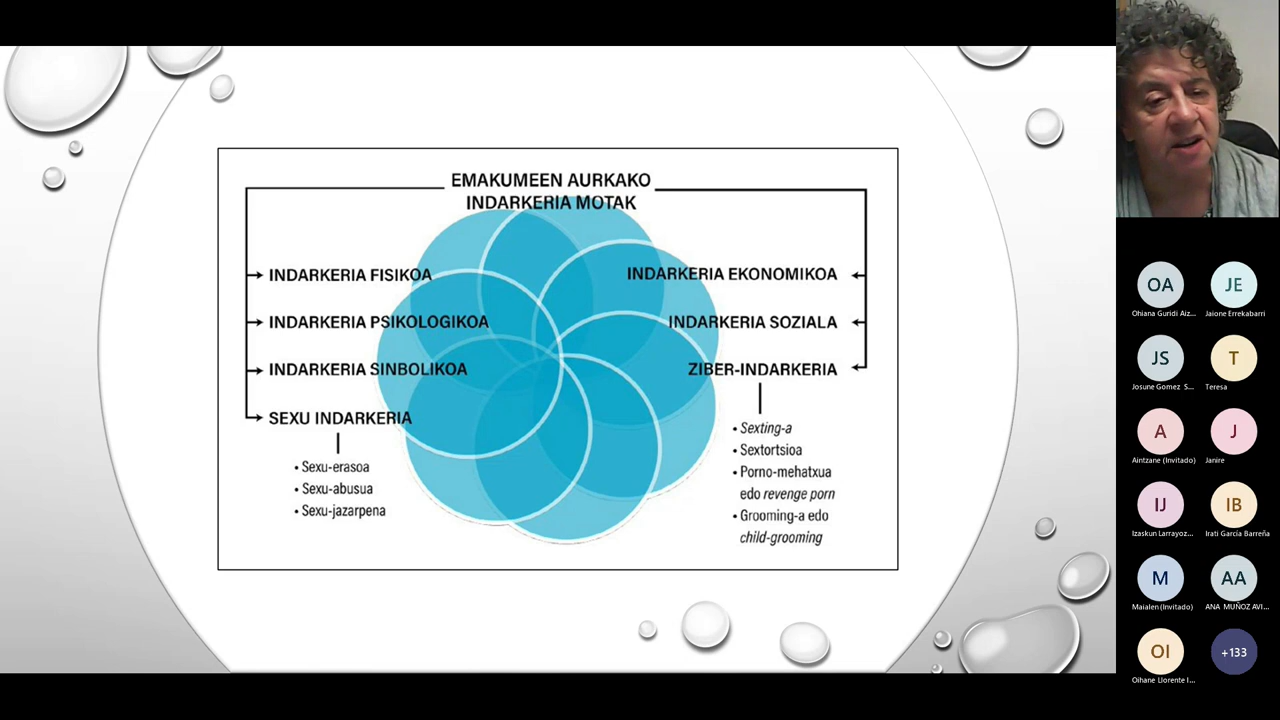 EMAKUMEEN AURKAKO
INDARKERIA MOTAK
INDARKERIA FISIKOA
INDARKERIA PSIKOLOGIKOA
INDARKERIA SINBOLIKOA
SEXU INDARKERIA
• Sexu-erasoa
• Sexu-abusua
• Sexu-jazarpena
INDARKERIA EKONOMIKOA
INDARKERIA SOZIALA
ZIBER-INDARKERIA
• Sexting-a
• Sextortsioa
• Porno-mehatxua
edo revenge porn
• Grooming-a edo
child-grooming
OA
JE
Ohiana Guridi Aiz...
Jaione Errekabarri
JS
T
Josune Gomez S...
Teresa
A
J
Aintzane (Invitado)
Janire
IJ
IB
Izaskun Larrayoz...
Irati García Barreña
M
AA
Maialen (Invitado)
ANA MUÑOZ AVI...
OI
+133
Oihane Llorente I...